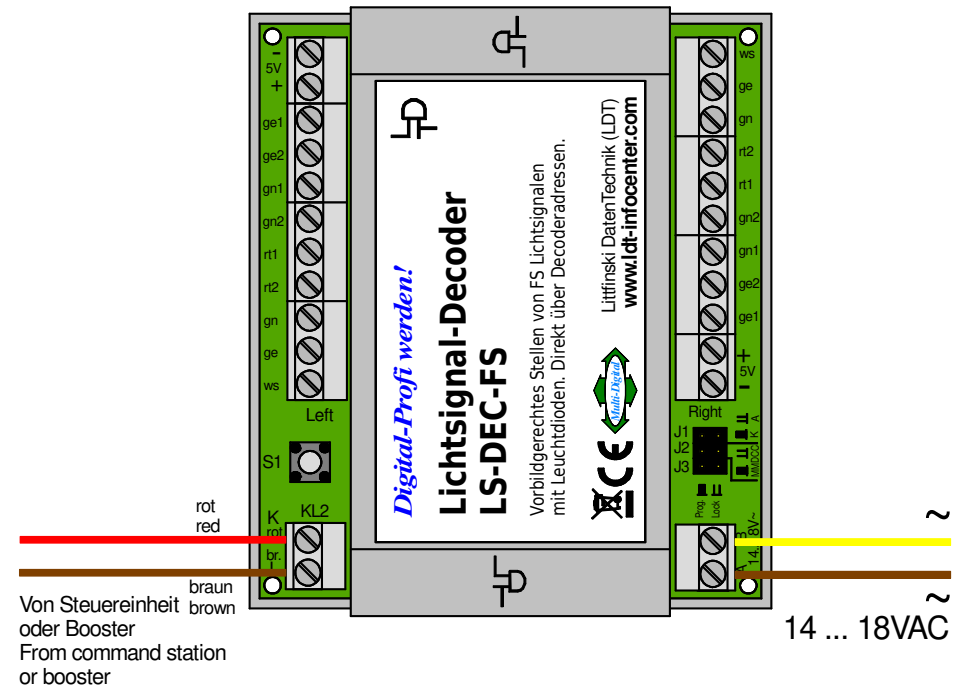 -
5V
+
ge1
ge2
gn1
gn2
rt1
rt2
gn
ge
ws
Left
S1
K
KL2
rot
br.
rot
red
braun
brown
Von Steuereinheit
oder Booster
From command station
or booster
Digital-Profi werden!
Lichtsignal-Decoder
LS-DEC-FS
Vorbildgerechtes Stellen von FS Lichtsignalen
mit Leuchtdioden. Direkt über Decoderadressen.
Littfinski DatenTechnik (LDT)
www.ldt-infocenter.com
Multi-Digital
CE
ws
ge
gn
rt2
rt1
gn2
gn1
ge2
ge1
+
5V
-
Right
J1
J2
J3
A
K
DCC
MM
Prog.
Lock
A
~
~
14 ... 18VAC